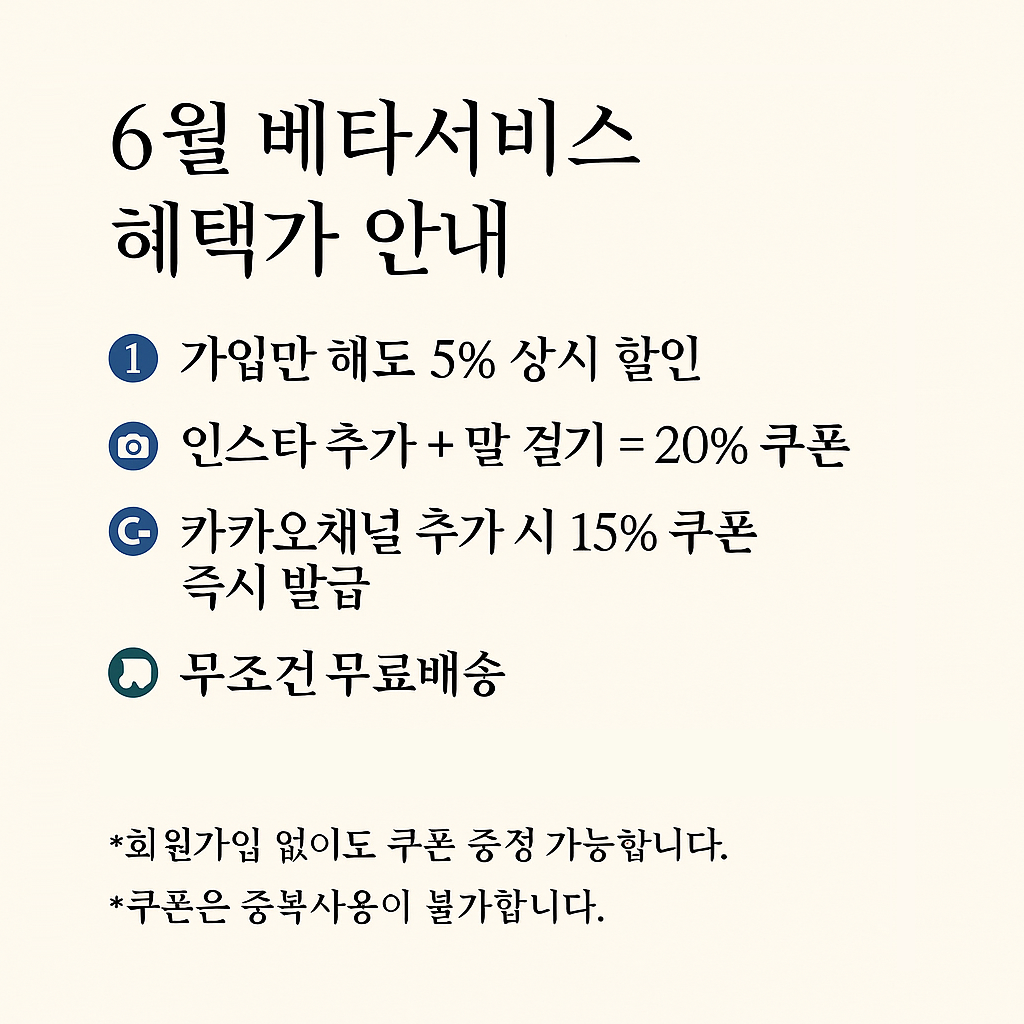 6월 베타서비스
혜택가 안내
1 가입만 해도 5% 상시 할인
인스타 추가 + 말 걸기 = 20% 쿠폰
카카오채널 추가 시 15% 쿠폰
즉시 발급
무조건 무료배송
*회원가입 없이도 쿠폰 증정 가능합니다.
*쿠폰은 중복사용이 불가합니다.